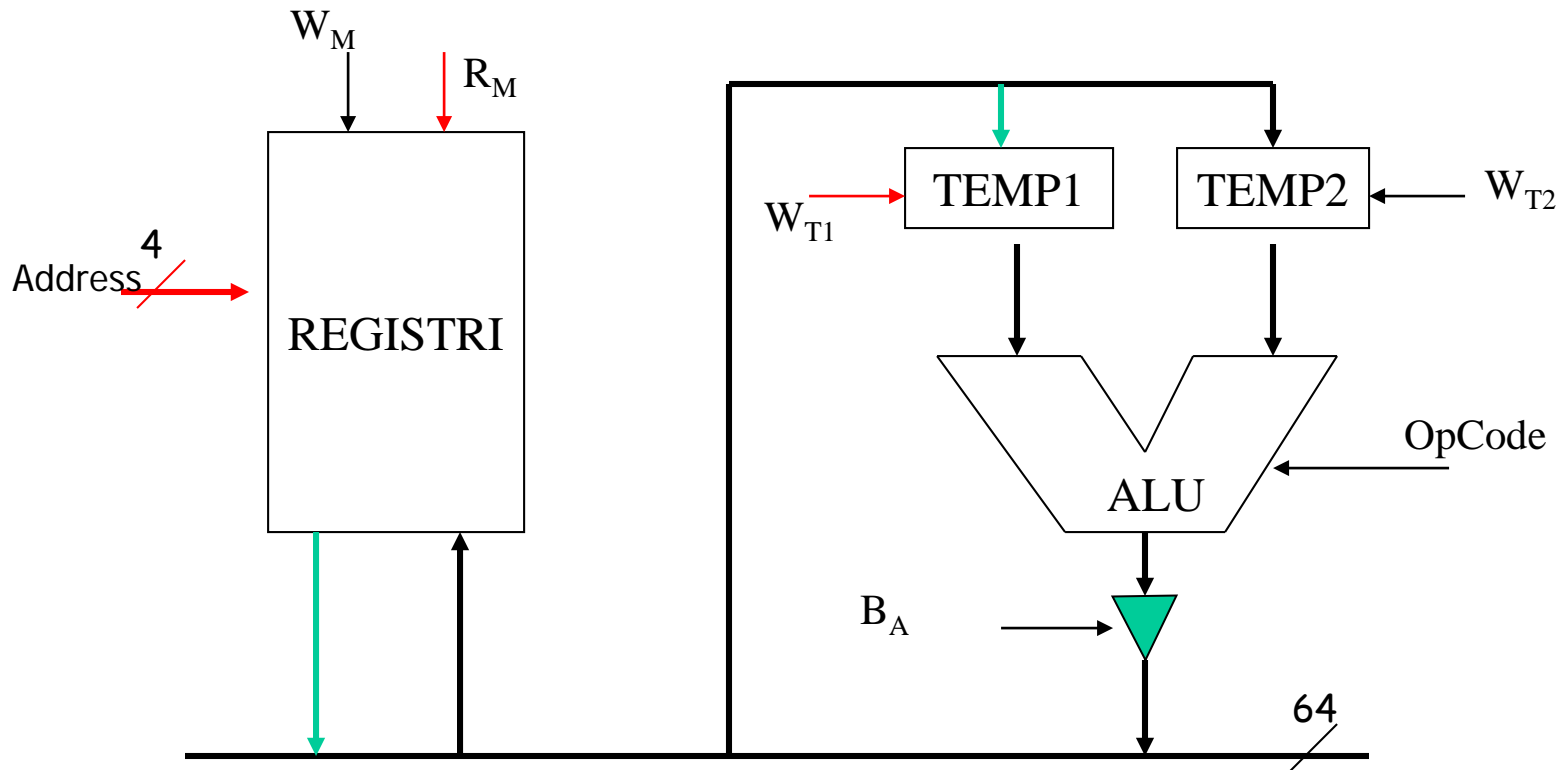 W_M
R_M
TEMP1
TEMP2
W_T1
W_T2
4
Address
REGISTRI
OpCode
ALU
B_A
64